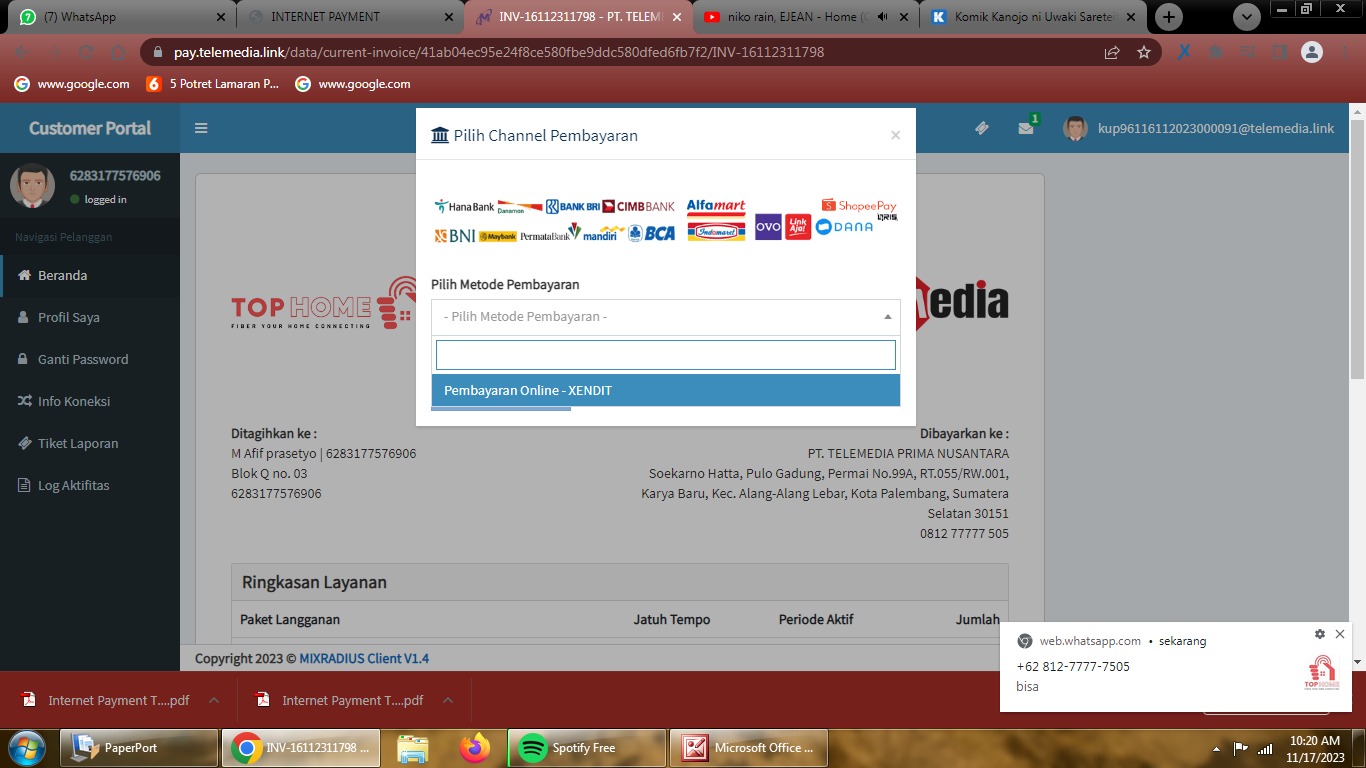 (7) WhatsApp
INTERNET PAYMENT
INV-16112311798 - PT. TELEM
niko rain, EJEAN - Home (
Komik Kanojo ni Uwaki Saretei
pay.telemedia.link/data/current-invoice/41ab04ec95e24f8ce580fbe9ddc580dfed6fb7f2/INV-16112311798
www.google.com
5 Potret Lamaran P...
www.google.com
Customer Portal
1
kup96116112023000091@telemedia.link
6283177576906
logged in
Navigasi Pelanggan
Beranda
Profil Saya
Ganti Password
Info Koneksi
Tiket Laporan
Log Aktifitas
Pilih Channel Pembayaran
×
HanaBank
Danamon
BANK BRI
CIMBBANK
Alfamart
ShopeePay
QRIS
BNI
Maybank
PermataBank
mandiri
BCA
Indomaret
OVO
Link Aja!
DANA
Pilih Metode Pembayaran
- Pilih Metode Pembayaran -
Pembayaran Online - XENDIT
TOP HOME
FIBER YOUR HOME CONNECTING
media
Ditagihkan ke :
M Afif prasetyo | 6283177576906
Blok Q no. 03
6283177576906
Dibayarkan ke :
PT. TELEMEDIA PRIMA NUSANTARA
Soekarno Hatta, Pulo Gadung, Permai No.99A, RT.055/RW.001,
Karya Baru, Kec. Alang-Alang Lebar, Kota Palembang, Sumatera
Selatan 30151
0812 77777 505
Ringkasan Layanan
Paket Langganan
Jatuh Tempo
Periode Aktif
Jumlah
Copyright 2023 © MIXRADIUS Client V1.4
web.whatsapp.com • sekarang
+62 812-7777-7505
bisa
TOP HOME
Internet Payment T....pdf
Internet Payment T....pdf
PaperPort
INV-16112311798 ...
Spotify Free
Microsoft Office ...
10:20 AM
11/17/2023